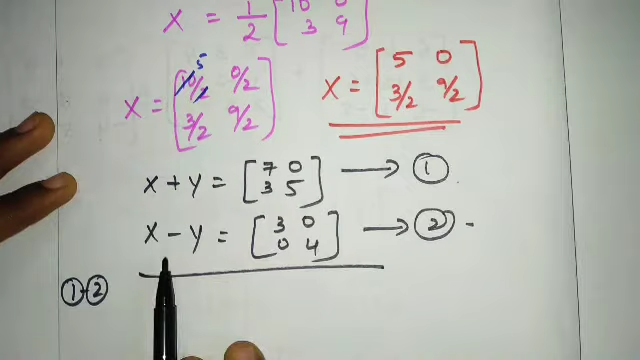 X = 1/2 [10 0
3 9]
X = [10/2 5 0/2
3/2 9/2]
X = [5 0
3/2 9/2]
X + Y = [7 0
3 5] → ①
X - Y = [3 0
0 4] → ② -
①-②